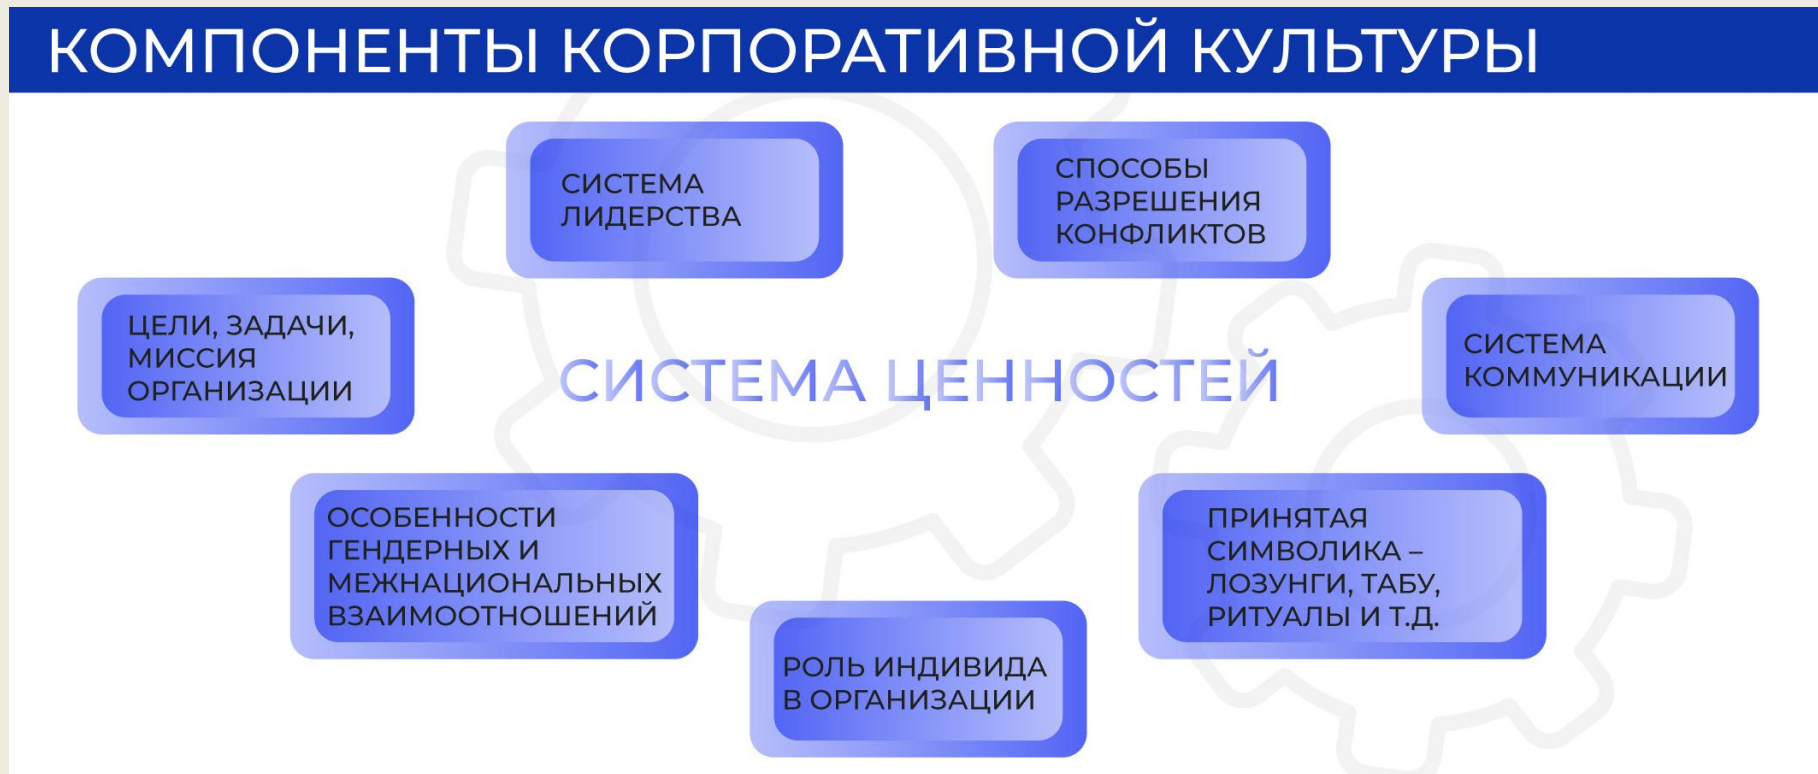 КОМПОНЕНТЫ КОРПОРАТИВНОЙ КУЛЬТУРЫ
СИСТЕМА
ЛИДЕРСТВА
СПОСОБЫ
РАЗРЕШЕНИЯ
КОНФЛИКТОВ
ЦЕЛИ, ЗАДАЧИ,
МИССИЯ
ОРГАНИЗАЦИИ
СИСТЕМА ЦЕННОСТЕЙ
СИСТЕМА
КОММУНИКАЦИИ
ОСОБЕННОСТИ
ГЕНДЕРНЫХ И
МЕЖНАЦИОНАЛЬНЫХ
ВЗАИМООТНОШЕНИЙ
ПРИНЯТАЯ
СИМВОЛИКА –
ЛОЗУНГИ, ТАБУ,
РИТУАЛЫ И Т.Д.
РОЛЬ ИНДИВИДА
В ОРГАНИЗАЦИИ